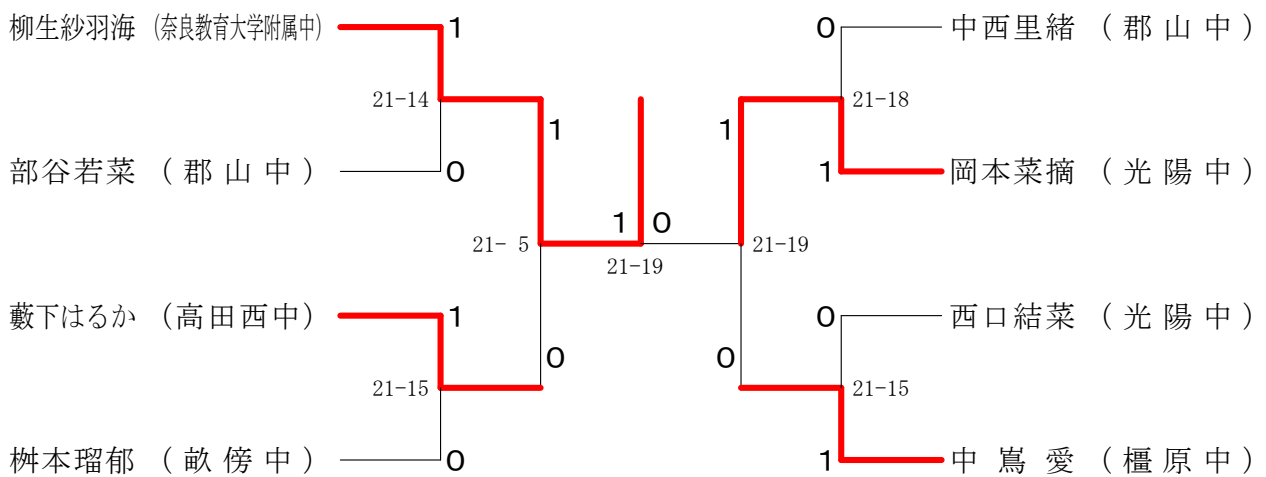 柳生紗羽海 (奈良教育大学附属中)
1
21-14
部谷若菜 (郡山中)
0
1
21- 5
藪下はるか (高田西中)
1
0
21-15
桝本瑠郁 (畝傍中)
0
1 0
21-19
0 中西里緒 (郡山中)
1
21-18
1 岡本菜摘 (光陽中)
21-19
0 西口結菜 (光陽中)
0
21-15
1 中嶌愛 (橿原中)